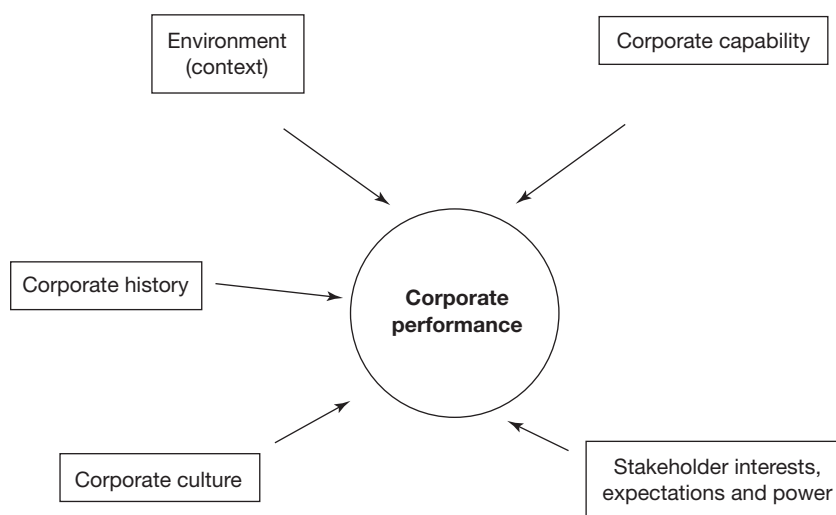 Environment
(context)
Corporate capability
Corporate history
Corporate
performance
Corporate culture
Stakeholder interests,
expectations and power